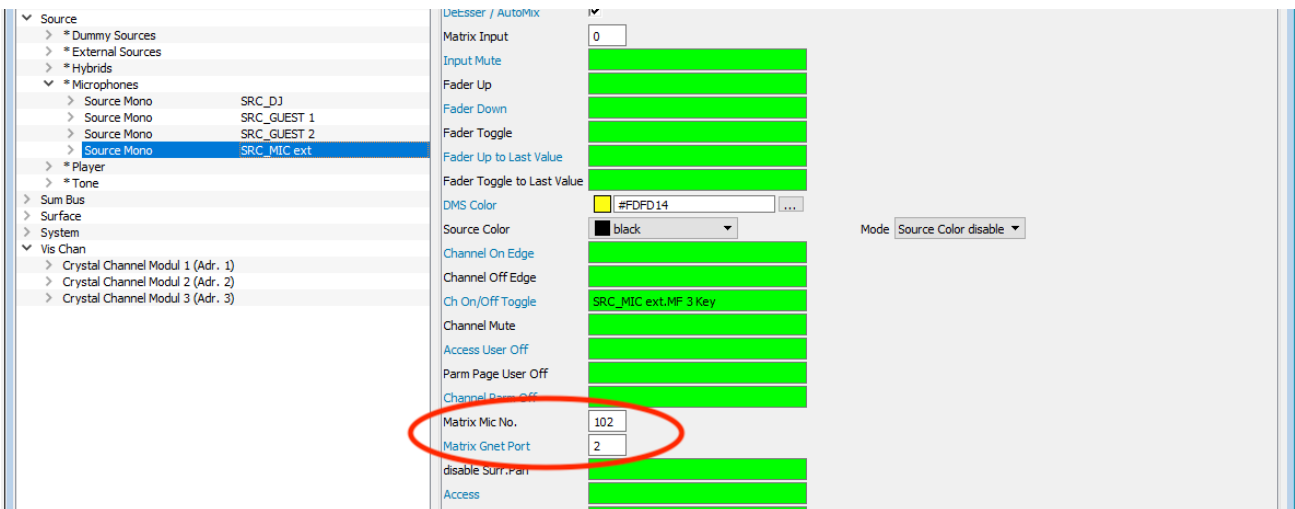 Source
* Dummy Sources
* External Sources
* Hybrids
* Microphones
Source Mono SRC_DJ
Source Mono SRC_GUEST 1
Source Mono SRC_GUEST 2
Source Mono SRC_MIC ext
* Player
* Tone
Sum Bus
Surface
System
Vis Chan
Crystal Channel Modul 1 (Adr. 1)
Crystal Channel Modul 2 (Adr. 2)
Crystal Channel Modul 3 (Adr. 3)
DeEsser / AutoMix
Matrix Input 0
Input Mute
Fader Up
Fader Down
Fader Toggle
Fader Up to Last Value
Fader Toggle to Last Value
DMS Color #FDFD14 ...
Source Color black Mode Source Color disable
Channel On Edge
Channel Off Edge
Ch On/Off Toggle SRC_MIC ext.MF 3 Key
Channel Mute
Access User Off
Parm Page User Off
Channel Parm Off
Matrix Mic No. 102
Matrix Gnet Port 2
disable Surr.Pan
Access